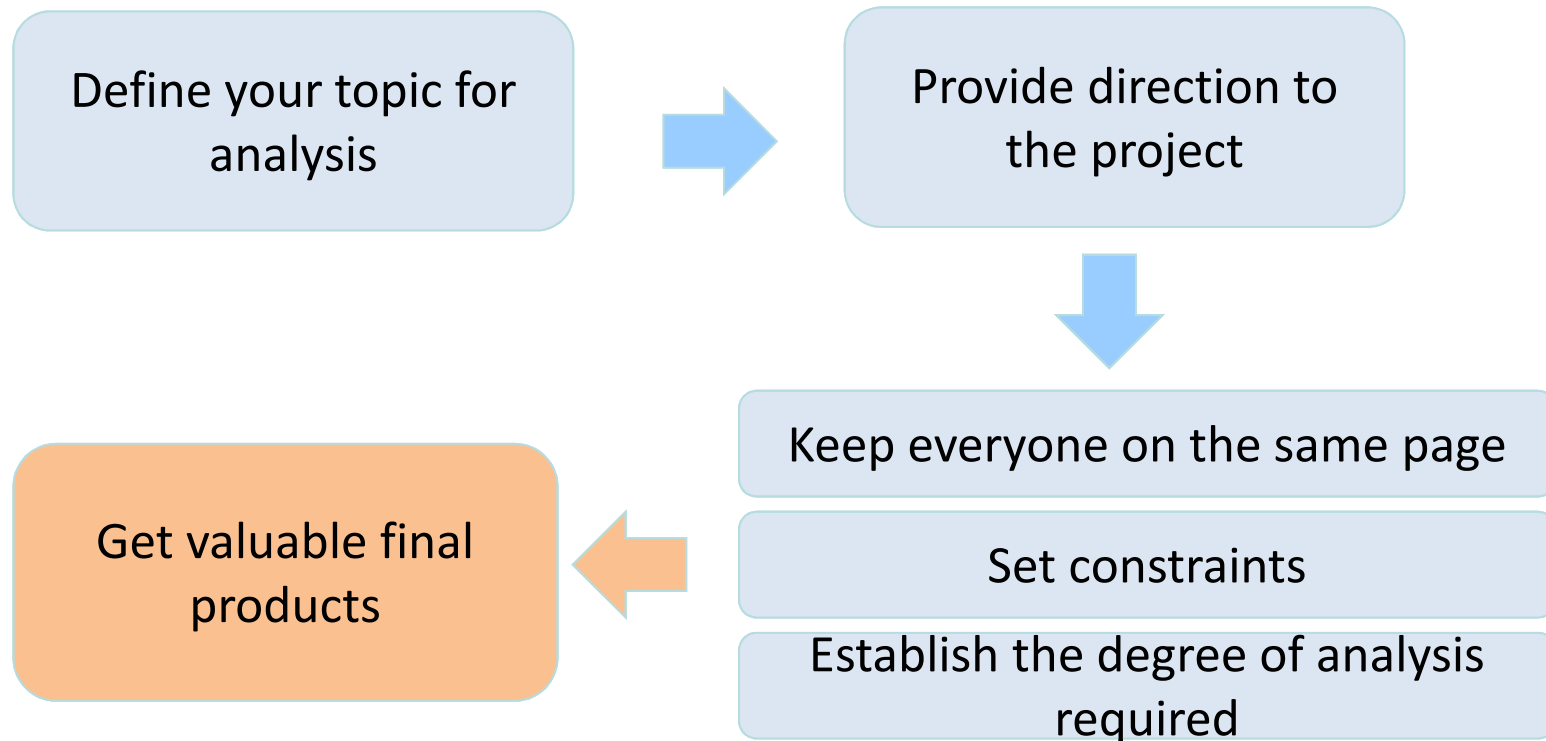 Define your topic for
analysis
Provide direction to
the project
Keep everyone on the same page
Set constraints
Establish the degree of analysis
required
Get valuable final
products